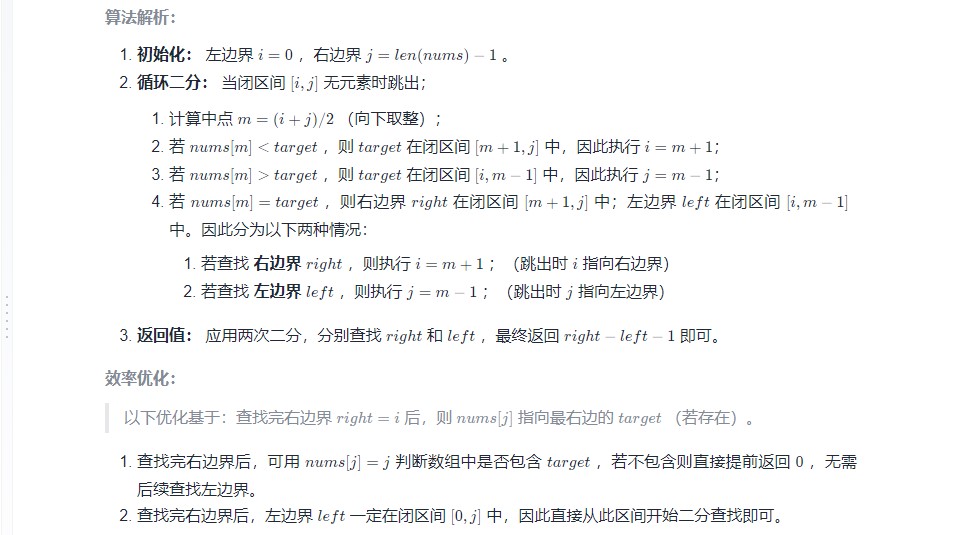 算法解析：
1. 初始化： 左边界 i = 0 ，右边界 j = len(nums) − 1 。
2. 循环二分： 当闭区间 [i, j] 无元素时跳出；
1. 计算中点 m = (i + j)/2 （向下取整）；
2. 若 nums[m] < target ，则 target 在闭区间 [m + 1, j] 中，因此执行 i = m + 1；
3. 若 nums[m] > target ，则 target 在闭区间 [i, m − 1] 中，因此执行 j = m − 1；
4. 若 nums[m] = target ，则右边界 right 在闭区间 [m + 1, j] 中；左边界 left 在闭区间 [i, m − 1]
中。因此分为以下两种情况：
1. 若查找 右边界 right ，则执行 i = m + 1 ；（跳出时 i 指向右边界）
2. 若查找 左边界 left ，则执行 j = m − 1 ；（跳出时 j 指向左边界）
3. 返回值： 应用两次二分，分别查找 right 和 left ，最终返回 right − left − 1 即可。
效率优化：
以下优化基于：查找完右边界 right = i 后，则 nums[j] 指向最右边的 target （若存在）。
1. 查找完右边界后，可用 nums[j] = j 判断数组中是否包含 target ，若不包含则直接提前返回 0 ，无需
后续查找左边界。
2. 查找完右边界后，左边界 left 一定在闭区间 [0, j] 中，因此直接从此区间开始二分查找即可。